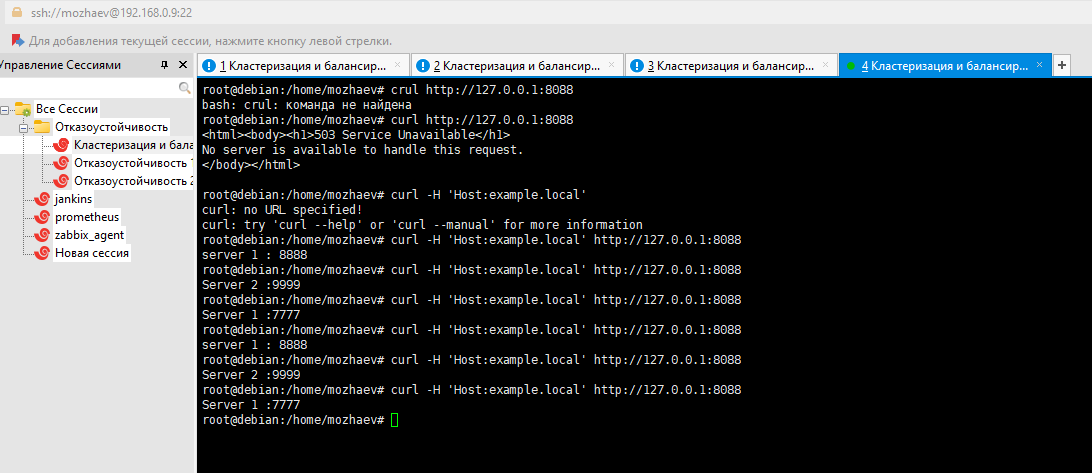 ssh://mozhaev@192.168.0.9:22
Для добавления текущей сессии, нажмите кнопку левой стрелки.
Управление Сессиями
1 Кластеризация и балансир...
2 Кластеризация и балансир...
3 Кластеризация и балансир...
4 Кластеризация и балансир...
Все Сессии
Отказоустойчивость
Кластеризация и бала
Отказоустойчивость 1
Отказоустойчивость 2
jankins
prometheus
zabbix_agent
Новая сессия
root@debian:/home/mozhaev# crul http://127.0.0.1:8088
bash: crul: команда не найдена
root@debian:/home/mozhaev# curl http://127.0.0.1:8088
<html><body><h1>503 Service Unavailable</h1>
No server is available to handle this request.
</body></html>
root@debian:/home/mozhaev# curl -H 'Host:example.local'
curl: no URL specified!
curl: try 'curl --help' or 'curl --manual' for more information
root@debian:/home/mozhaev# curl -H 'Host:example.local' http://127.0.0.1:8088
server 1 : 8888
root@debian:/home/mozhaev# curl -H 'Host:example.local' http://127.0.0.1:8088
Server 2 :9999
root@debian:/home/mozhaev# curl -H 'Host:example.local' http://127.0.0.1:8088
Server 1 :7777
root@debian:/home/mozhaev# curl -H 'Host:example.local' http://127.0.0.1:8088
server 1 : 8888
root@debian:/home/mozhaev# curl -H 'Host:example.local' http://127.0.0.1:8088
Server 2 :9999
root@debian:/home/mozhaev# curl -H 'Host:example.local' http://127.0.0.1:8088
Server 1 :7777
root@debian:/home/mozhaev#